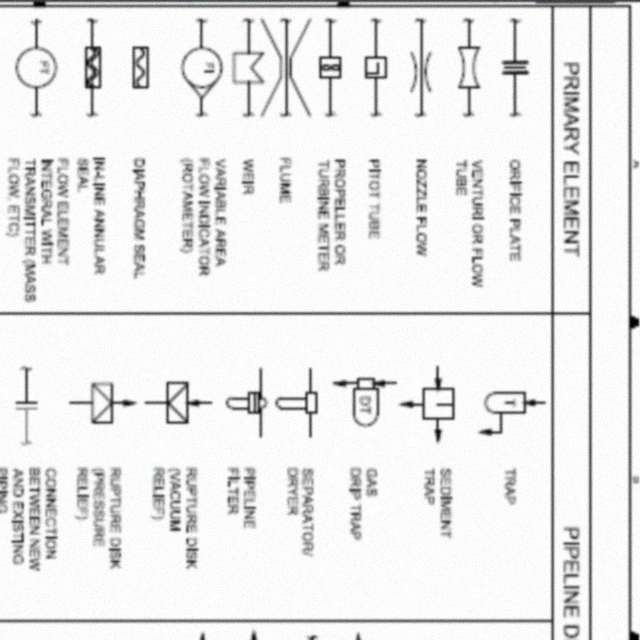 PRIMARY ELEMENT
ORIFICE PLATE
VENTURI OR FLOW
TUBE
NOZZLE FLOW
PITOT TUBE
PROPELLER OR
TURBINE METER
FLUME
WEIR
FI
VARIABLE AREA
FLOW INDICATOR
(ROTAMETER)
DIAPHRAGM SEAL
IN-LINE ANNULAR
SEAL
FT
FLOW ELEMENT
INTEGRAL WITH
TRANSMITTER (MASS
FLOW, ETC)
PIPELINE D
T
TRAP
SEDIMENT
TRAP
DT
GAS
DRIP TRAP
SEPARATOR/
DRYER
PIPELINE
FILTER
RUPTURE DISK
(VACUUM
RELIEF)
RUPTURE DISK
(PRESSURE
RELIEF)
CONNECTION
BETWEEN NEW
AND EXISTING
PIPING
A